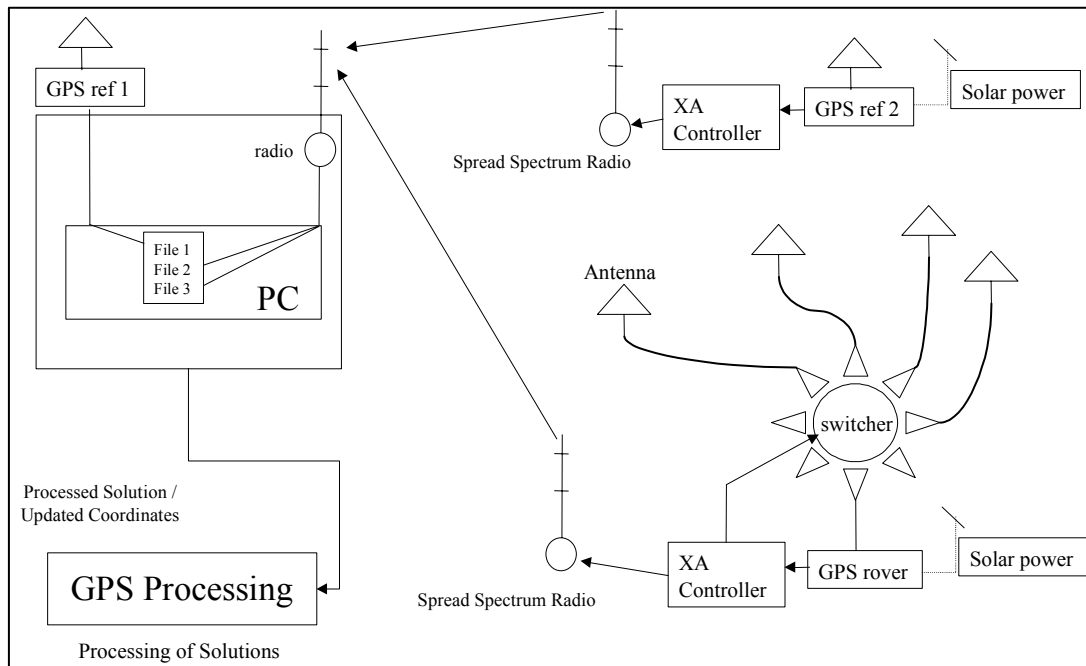 GPS ref 1
radio
File 1
File 2
File 3
PC
Processed Solution /
Updated Coordinates
GPS Processing
Processing of Solutions
Spread Spectrum Radio
XA
Controller
GPS ref 2
Solar power
Antenna
switcher
Spread Spectrum Radio
XA
Controller
GPS rover
Solar power